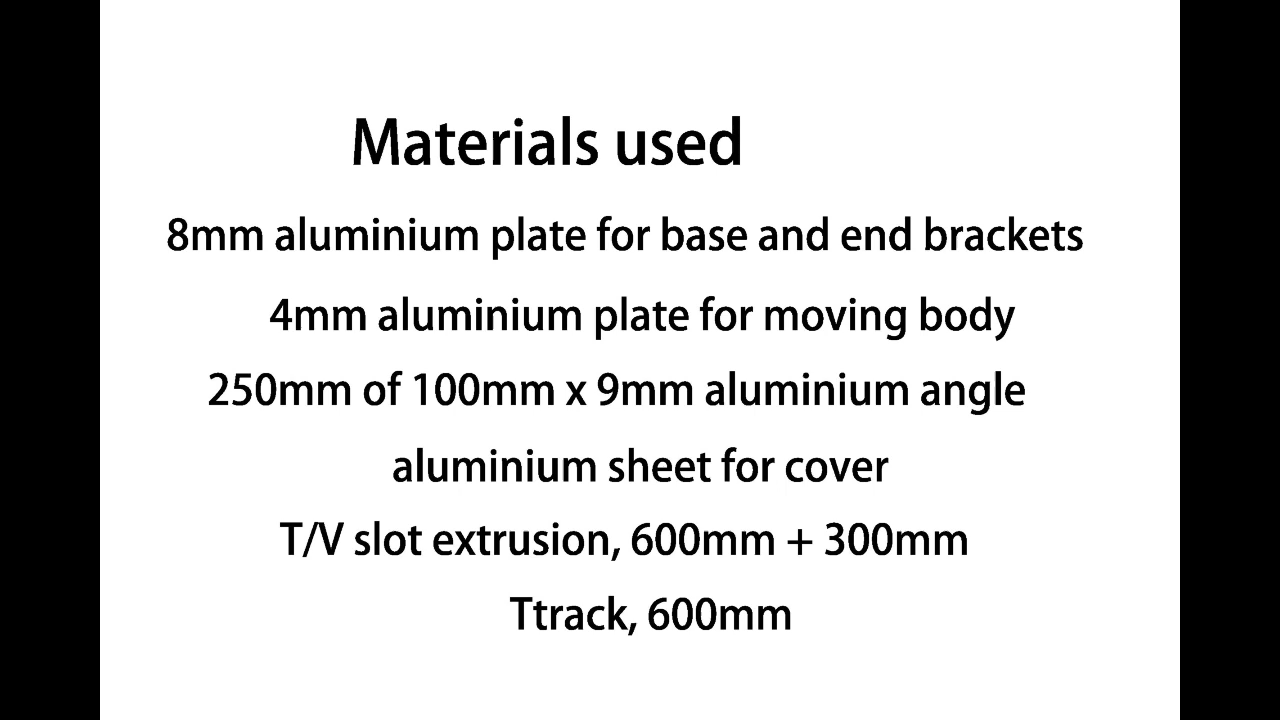 Materials used
8mm aluminium plate for base and end brackets
4mm aluminium plate for moving body
250mm of 100mm x 9mm aluminium angle
aluminium sheet for cover
T/V slot extrusion, 600mm + 300mm
Ttrack, 600mm